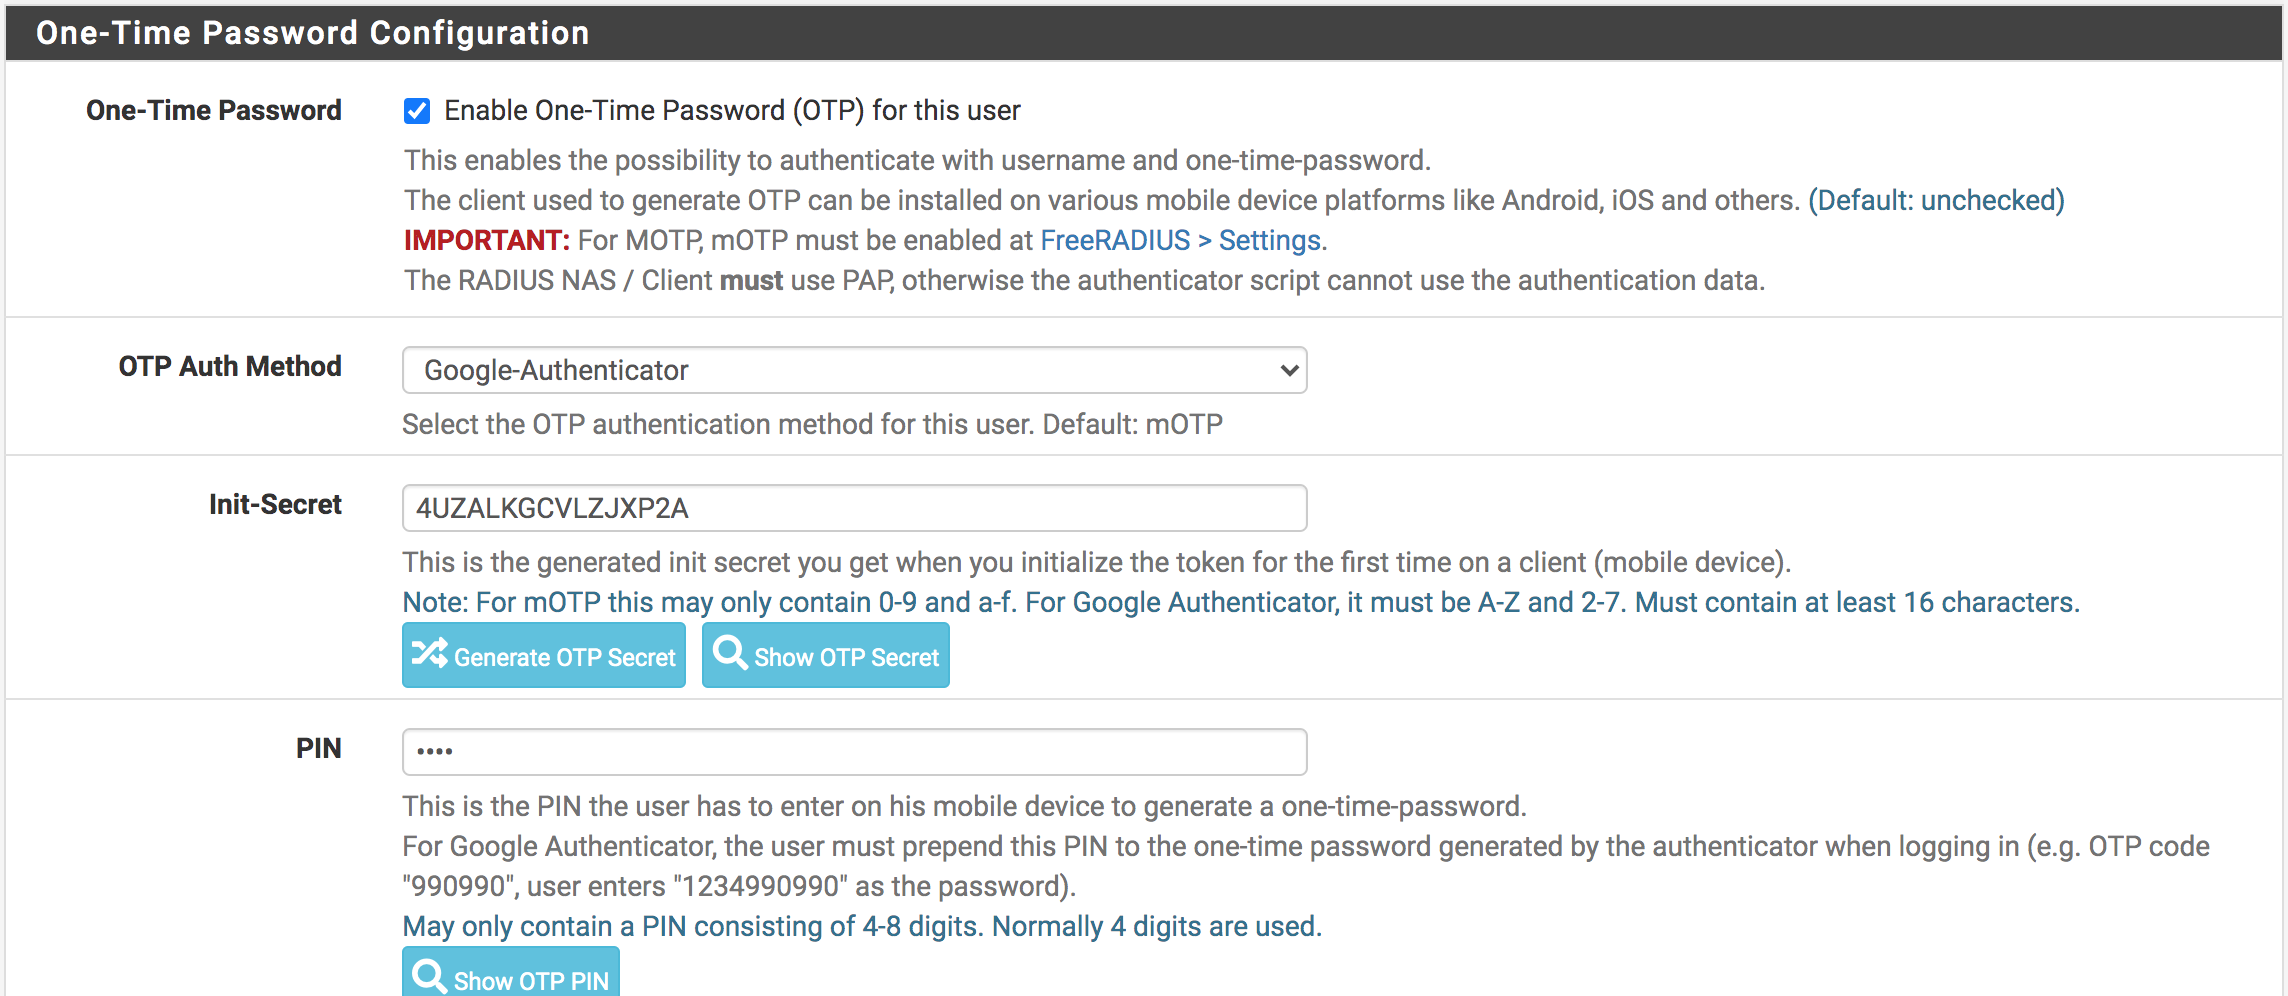 One-Time Password Configuration
One-Time Password
Enable One-Time Password (OTP) for this user
This enables the possibility to authenticate with username and one-time-password.
The client used to generate OTP can be installed on various mobile device platforms like Android, iOS and others. (Default: unchecked)
IMPORTANT: For MOTP, mOTP must be enabled at FreeRADIUS > Settings.
The RADIUS NAS / Client must use PAP, otherwise the authenticator script cannot use the authentication data.
OTP Auth Method
Google-Authenticator
Select the OTP authentication method for this user. Default: mOTP
Init-Secret
4UZALKGCVLZJXP2A
This is the generated init secret you get when you initialize the token for the first time on a client (mobile device).
Note: For mOTP this may only contain 0-9 and a-f. For Google Authenticator, it must be A-Z and 2-7. Must contain at least 16 characters.
Generate OTP Secret
Show OTP Secret
PIN
••••
This is the PIN the user has to enter on his mobile device to generate a one-time-password.
For Google Authenticator, the user must prepend this PIN to the one-time password generated by the authenticator when logging in (e.g. OTP code
"990990", user enters "1234990990" as the password).
May only contain a PIN consisting of 4-8 digits. Normally 4 digits are used.
Show OTP PIN